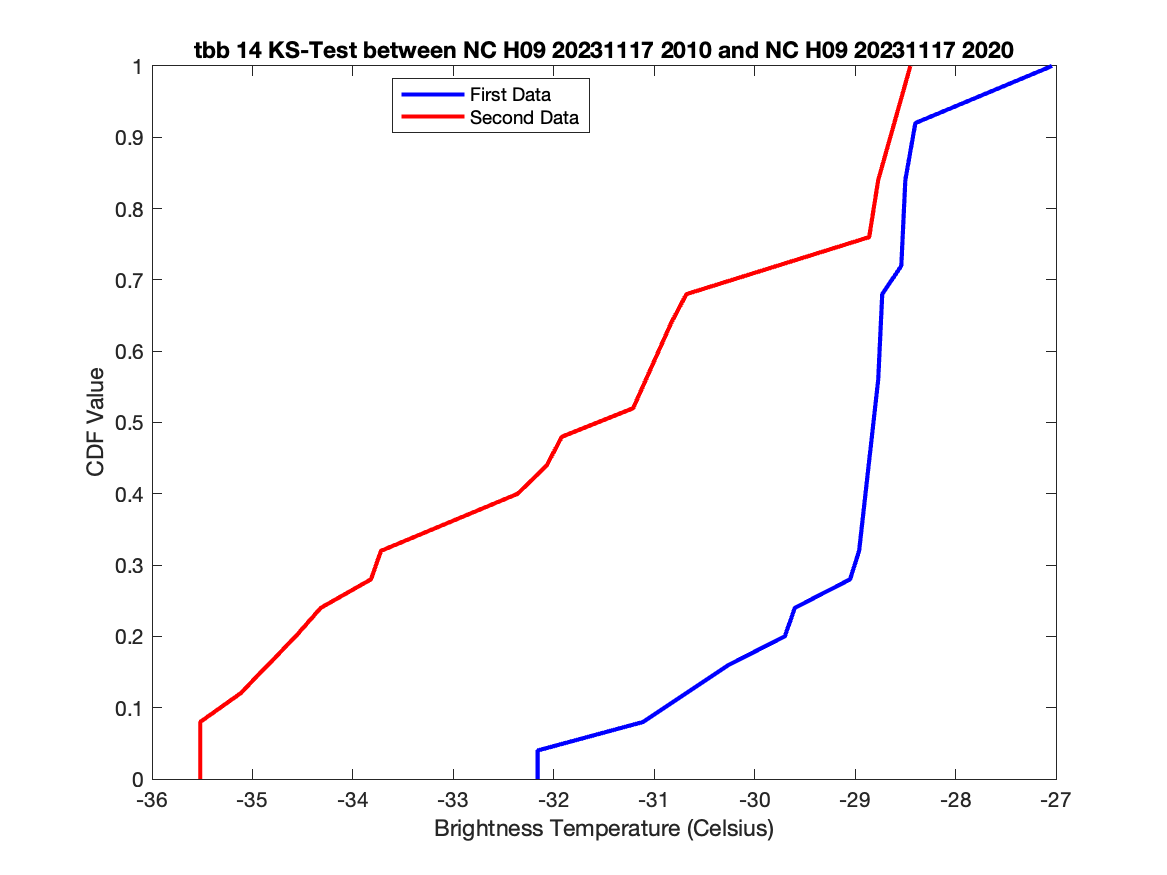 tbb 14 KS-Test between NC H09 20231117 2010 and NC H09 20231117 2020
First Data
Second Data
CDF Value
1
0.9
0.8
0.7
0.6
0.5
0.4
0.3
0.2
0.1
0
-36 -35 -34 -33 -32 -31 -30 -29 -28 -27
Brightness Temperature (Celsius)